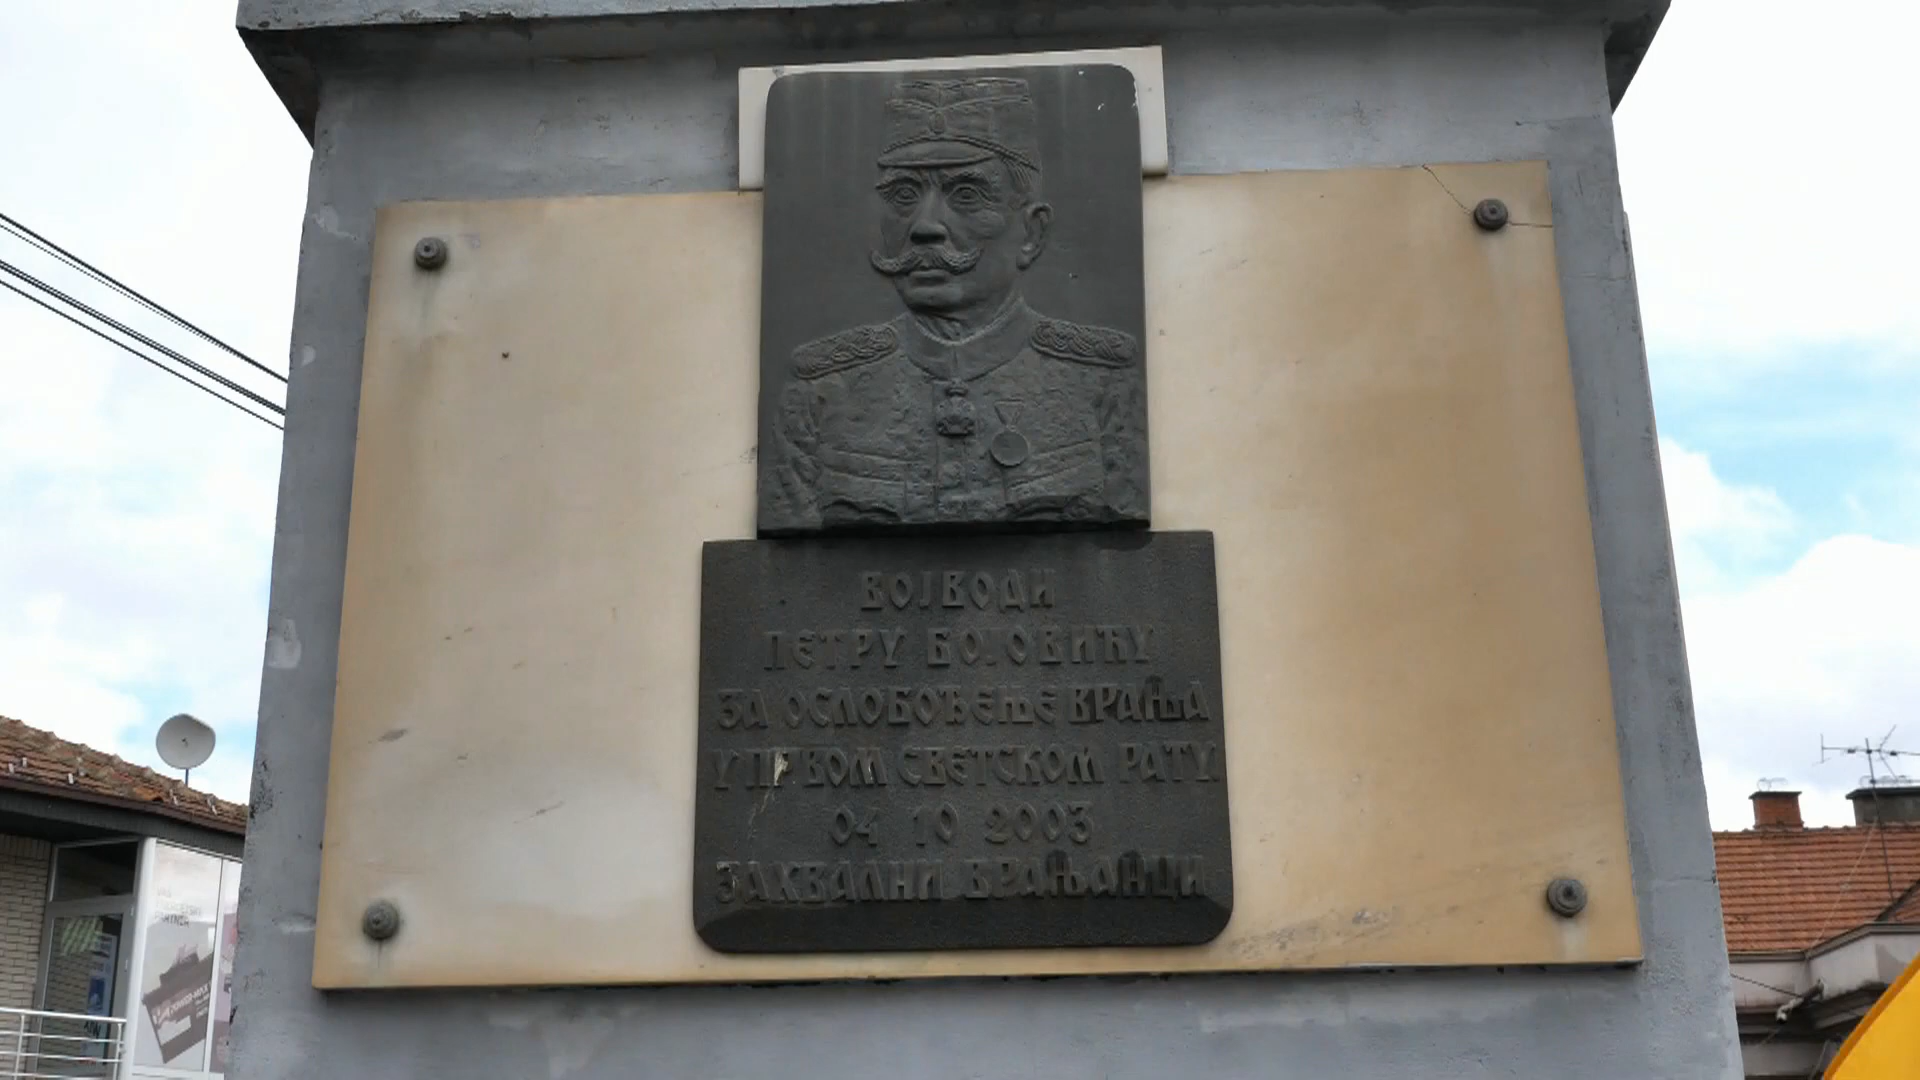 ВОЈВОДИ
ПЕТРУ БОЈОВИЋУ
ЗА ОСЛОБОЂЕЊЕ ВРАЊА
У ПРВОМ СВЕТСКОМ РАТУ.
04 10 2003
ЗАХВАЛНИ ВРАЊАНЦИ